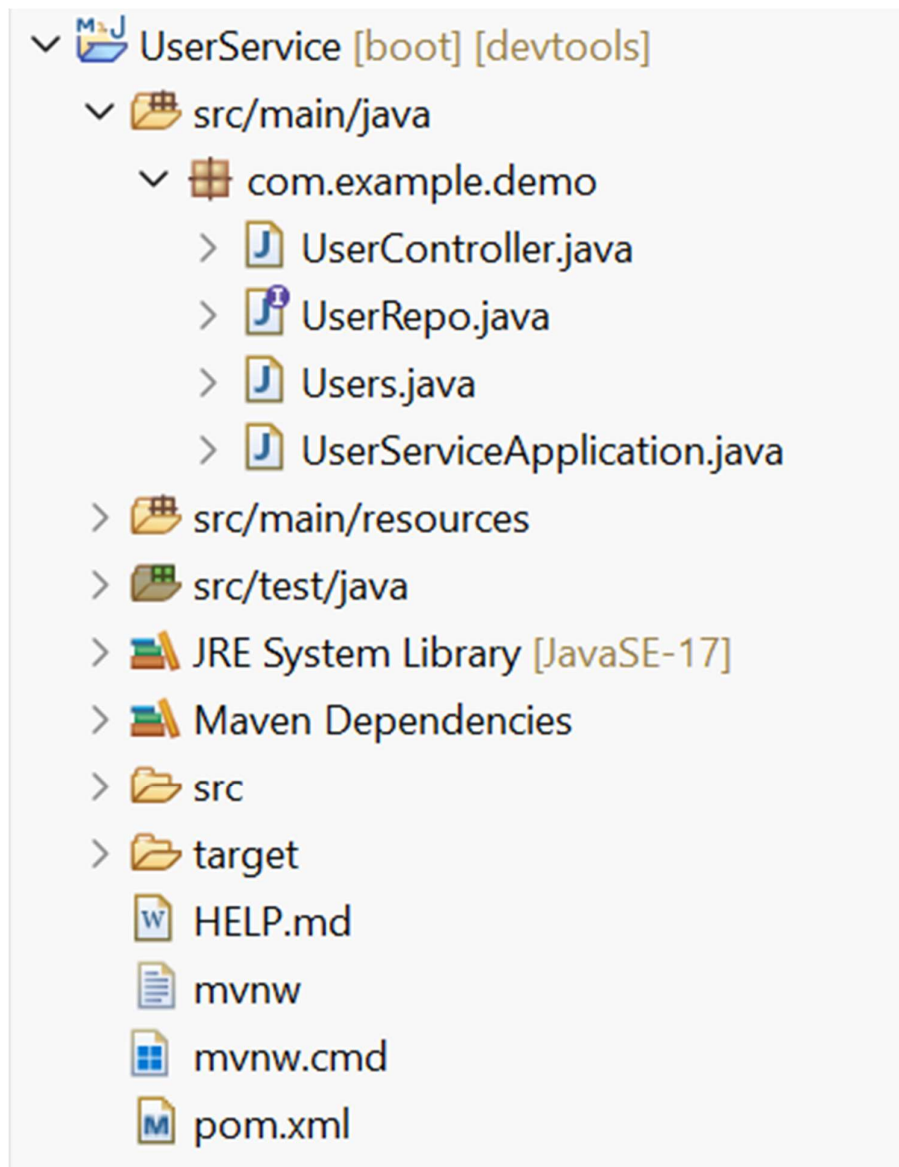 UserService [boot] [devtools]
src/main/java
com.example.demo
UserController.java
UserRepo.java
Users.java
UserServiceApplication.java
src/main/resources
src/test/java
JRE System Library [JavaSE-17]
Maven Dependencies
src
target
HELP.md
mvnw
mvnw.cmd
pom.xml